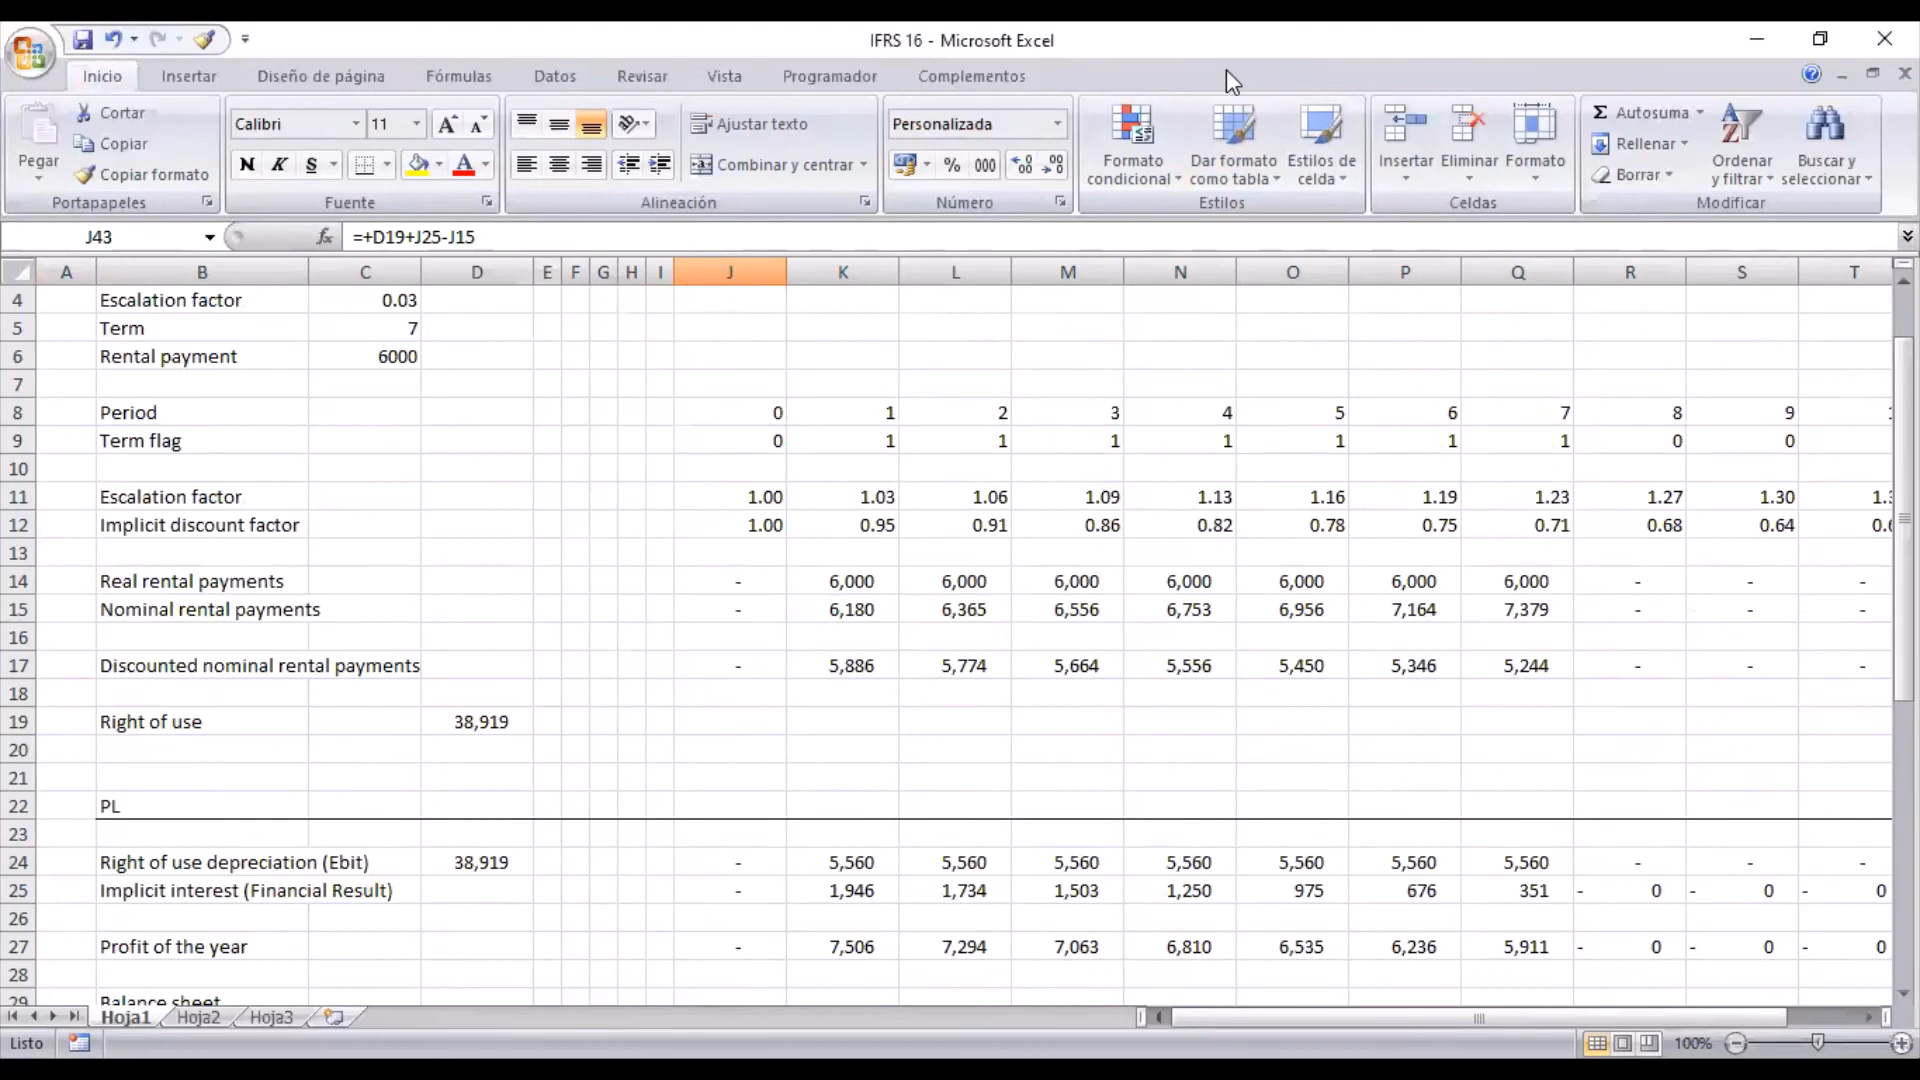 IFRS 16 - Microsoft Excel
Inicio Insertar Diseño de página Fórmulas Datos Revisar Vista Programador Complementos
Pegar Cortar Copiar Copiar formato Portapapeles
Calibri 11 A A N K S A Fuente
Ajustar texto Combinar y centrar Alineación
Personalizada % 000 Número
Formato condicional Dar formato como tabla Estilos de celda Estilos
Insertar Eliminar Formato Celdas
Σ Autosuma Rellenar Borrar Ordenar y filtrar Buscar y seleccionar Modificar
J43 fx =+D19+J25-J15
A B C D E F G H I J K L M N O P Q R S T
4 Escalation factor 0.03
5 Term 7
6 Rental payment 6000
7
8 Period 0 1 2 3 4 5 6 7 8 9
9 Term flag 0 1 1 1 1 1 1 1 0 0
10
11 Escalation factor 1.00 1.03 1.06 1.09 1.13 1.16 1.19 1.23 1.27 1.30
12 Implicit discount factor 1.00 0.95 0.91 0.86 0.82 0.78 0.75 0.71 0.68 0.64
13
14 Real rental payments - 6,000 6,000 6,000 6,000 6,000 6,000 6,000 - - -
15 Nominal rental payments - 6,180 6,365 6,556 6,753 6,956 7,164 7,379 - - -
16
17 Discounted nominal rental payments - 5,886 5,774 5,664 5,556 5,450 5,346 5,244 - - -
18
19 Right of use 38,919
20
21
22 PL
23
24 Right of use depreciation (Ebit) 38,919 - 5,560 5,560 5,560 5,560 5,560 5,560 5,560 - - -
25 Implicit interest (Financial Result) - 1,946 1,734 1,503 1,250 975 676 351 - 0 - 0 - 0
26
27 Profit of the year - 7,506 7,294 7,063 6,810 6,535 6,236 5,911 - 0 - 0 - 0
28
29 Balance sheet
Hoja1 Hoja2 Hoja3
Listo 100%